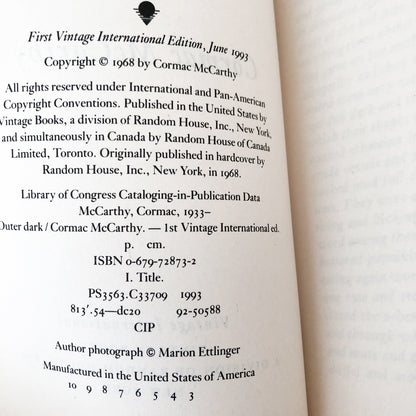 First Vintage International Edition, June 1993
Copyright © 1968 by Cormac McCarthy
All rights reserved under International and Pan-American
Copyright Conventions. Published in the United States by
Vintage Books, a division of Random House, Inc., New York,
and simultaneously in Canada by Random House of Canada
Limited, Toronto. Originally published in hardcover by
Random House, Inc., New York, in 1968.
Library of Congress Cataloging-in-Publication Data
McCarthy, Cormac, 1933–
Outer dark / Cormac McCarthy. — 1st Vintage International ed.
p. cm.
ISBN 0-679-72873-2
I. Title.
PS3563.C33709 1993
813'.54—dc20 92-50588
CIP
Author photograph © Marion Ettlinger
Manufactured in the United States of America
10 9 8 7 6 5 4 3